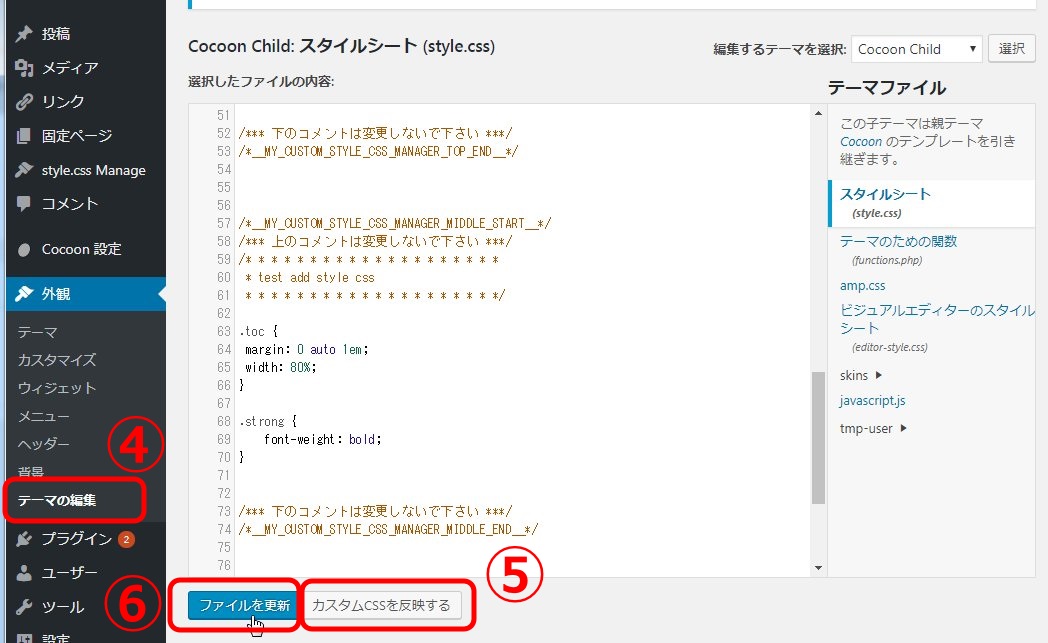 投稿
メディア
リンク
固定ページ
style.css Manage
コメント
Cocoon 設定
外観
テーマ
カスタマイズ
ウィジェット
メニュー
ヘッダー
背景
テーマの編集
プラグイン 2
ユーザー
ツール
設定
④
⑥
Cocoon Child: スタイルシート (style.css)
編集するテーマを選択: Cocoon Child 選択
選択したファイルの内容:
51
52 /*** 下のコメントは変更しないで下さい ***/
53 /*__MY_CUSTOM_STYLE_CSS_MANAGER_TOP_END__*/
54
55
56
57 /*__MY_CUSTOM_STYLE_CSS_MANAGER_MIDDLE_START__*/
58 /*** 上のコメントは変更しないで下さい ***/
59 /* * * * * * * * * * * * * * * * * * * *
60 * test add style css
61 * * * * * * * * * * * * * * * * * * * */
62
63 .toc {
64 margin: 0 auto 1em;
65 width: 80%;
66 }
67
68 .strong {
69 font-weight: bold;
70 }
71
72
73 /*** 下のコメントは変更しないで下さい ***/
74 /*__MY_CUSTOM_STYLE_CSS_MANAGER_MIDDLE_END__*/
75
76
ファイルを更新 カスタムCSSを反映する
⑤
テーマファイル
この子テーマは親テーマ
Cocoon のテンプレートを引き
継ぎます。
スタイルシート
(style.css)
テーマのための関数
(functions.php)
amp.css
ビジュアルエディターのスタイル
シート
(editor-style.css)
skins
javascript.js
tmp-user